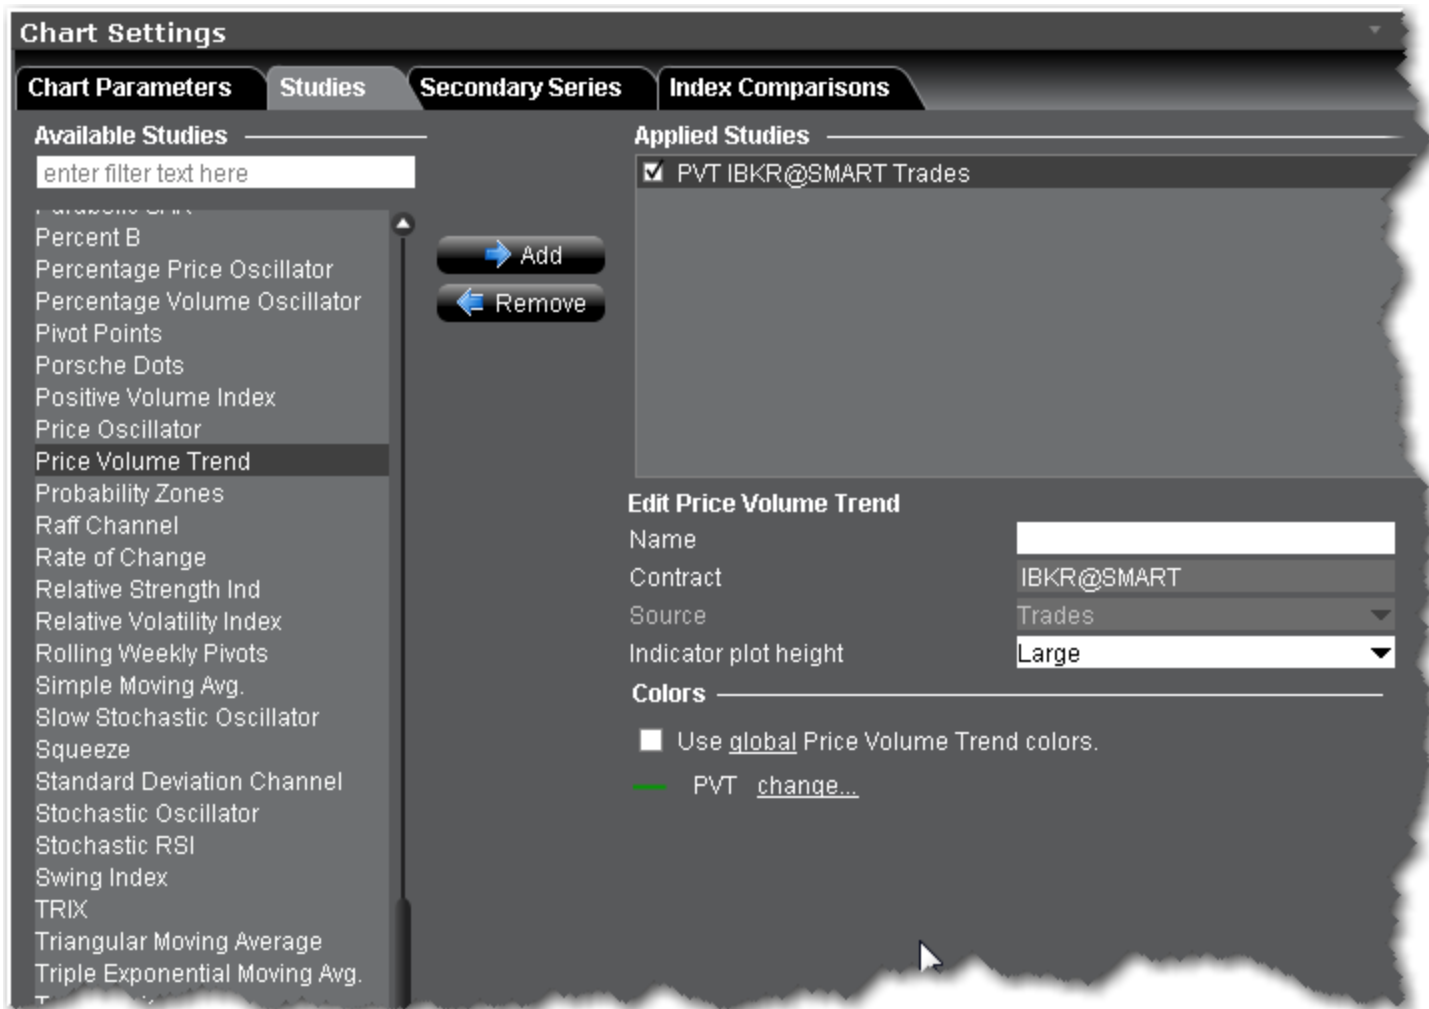 Chart Settings
Chart Parameters
Studies
Secondary Series
Index Comparisons
Available Studies
enter filter text here
Percent B
Percentage Price Oscillator
Percentage Volume Oscillator
Pivot Points
Porsche Dots
Positive Volume Index
Price Oscillator
Price Volume Trend
Probability Zones
Raff Channel
Rate of Change
Relative Strength Ind
Relative Volatility Index
Rolling Weekly Pivots
Simple Moving Avg.
Slow Stochastic Oscillator
Squeeze
Standard Deviation Channel
Stochastic Oscillator
Stochastic RSI
Swing Index
TRIX
Triangular Moving Average
Triple Exponential Moving Avg.
Add
Remove
Applied Studies
PVT IBKR@SMART Trades
Edit Price Volume Trend
Name
Contract IBKR@SMART
Source Trades
Indicator plot height Large
Colors
Use global Price Volume Trend colors.
PVT change...